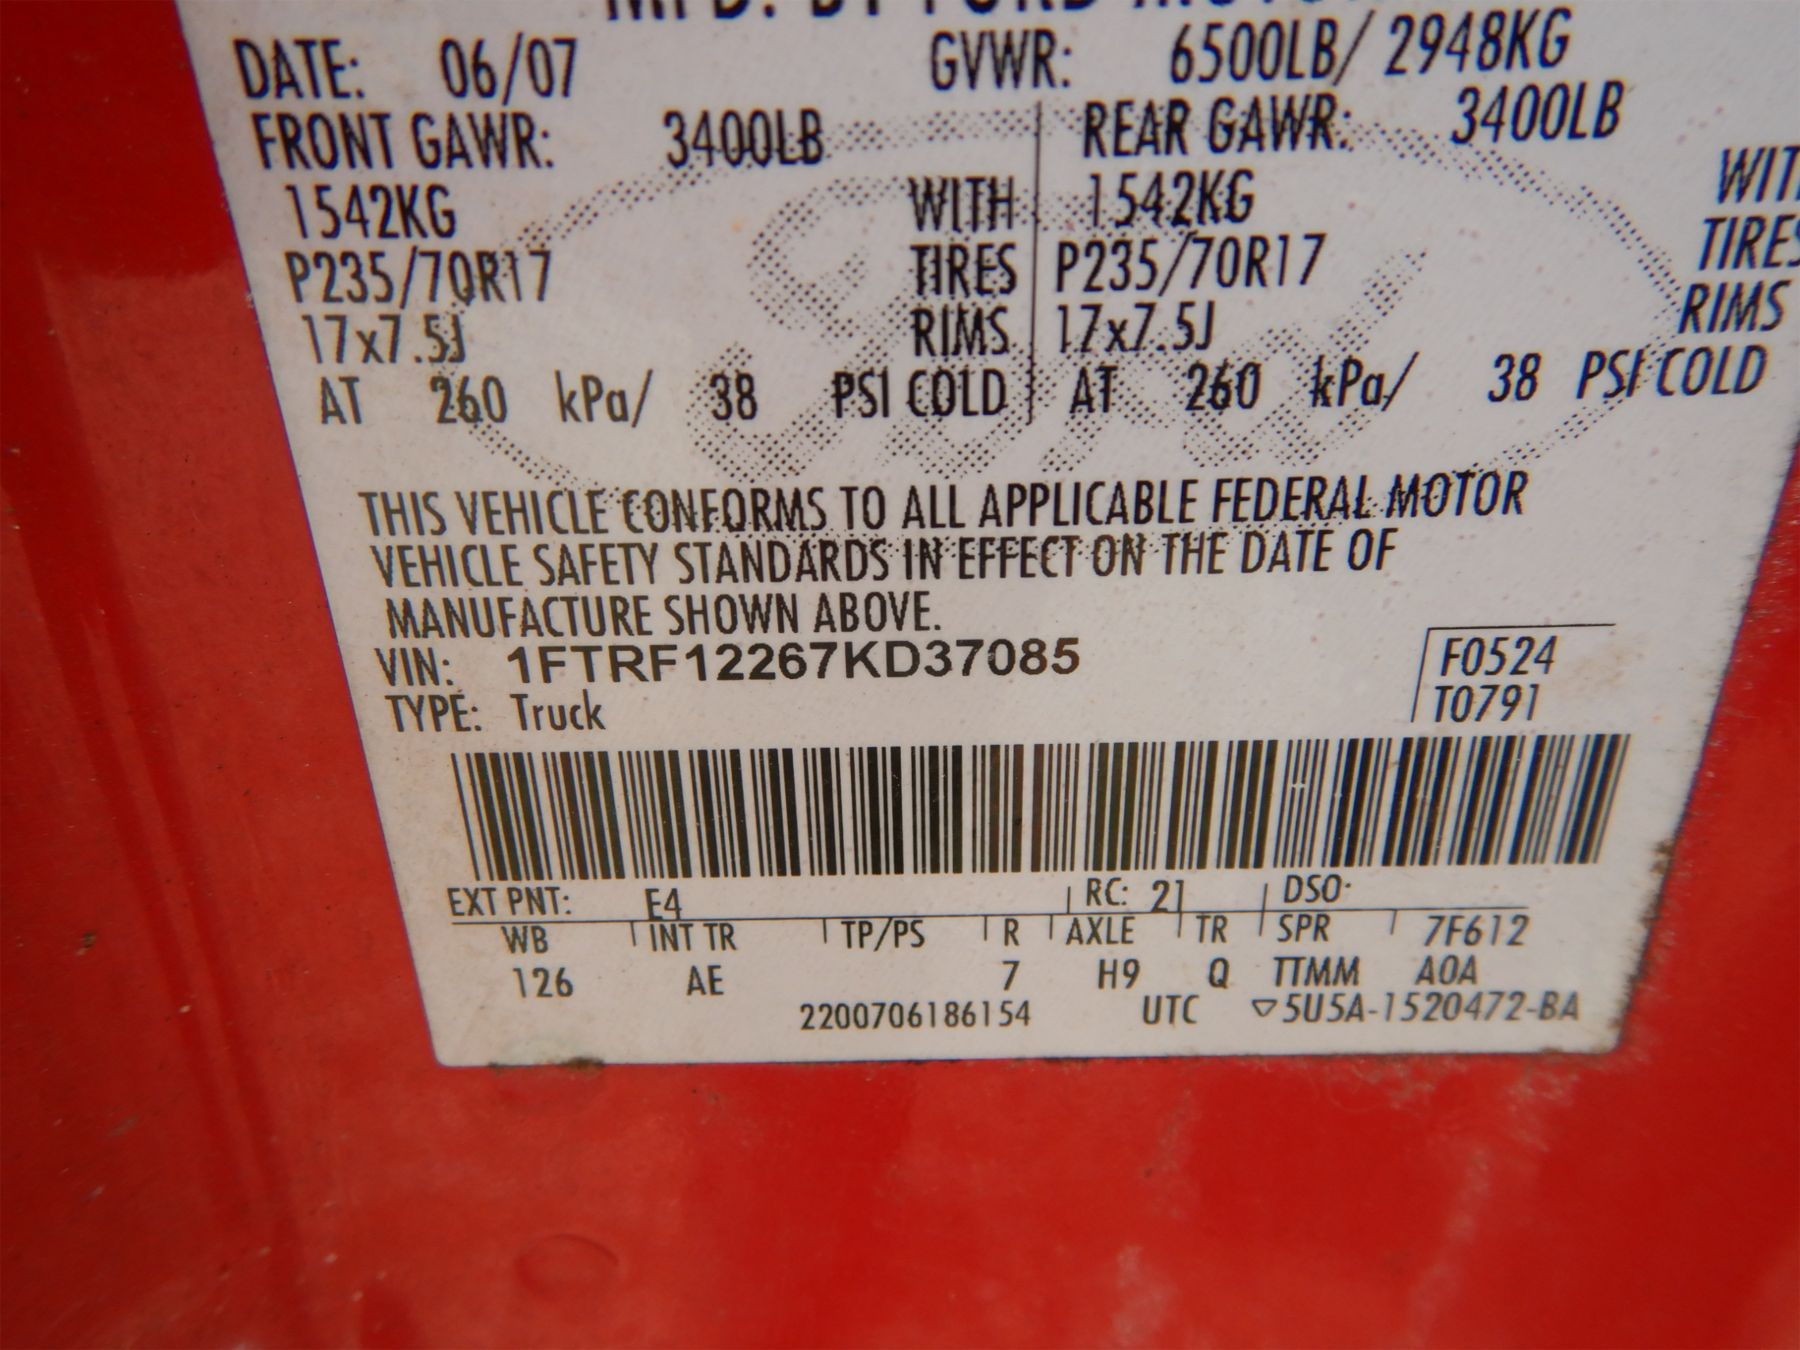 MFD. BY FORD MOTOR
DATE: 06/07 GVWR: 6500LB/ 2948KG
FRONT GAWR: 3400LB REAR GAWR: 3400LB
1542KG WITH 1542KG WITH
P235/70R17 TIRES P235/70R17 TIRES
17x7.5J RIMS 17x7.5J RIMS
AT 260 kPa/ 38 PSI COLD AT 260 kPa/ 38 PSI COLD
THIS VEHICLE CONFORMS TO ALL APPLICABLE FEDERAL MOTOR
VEHICLE SAFETY STANDARDS IN EFFECT ON THE DATE OF
MANUFACTURE SHOWN ABOVE.
VIN: 1FTRF12267KD37085 F0524
TYPE: Truck T0791
EXT PNT: E4 RC: 21 DSO:
WB INT TR TP/PS R AXLE TR SPR 7F612
126 AE 7 H9 Q TTMM A0A
2200706186154 UTC ▽5U5A-1520472-BA